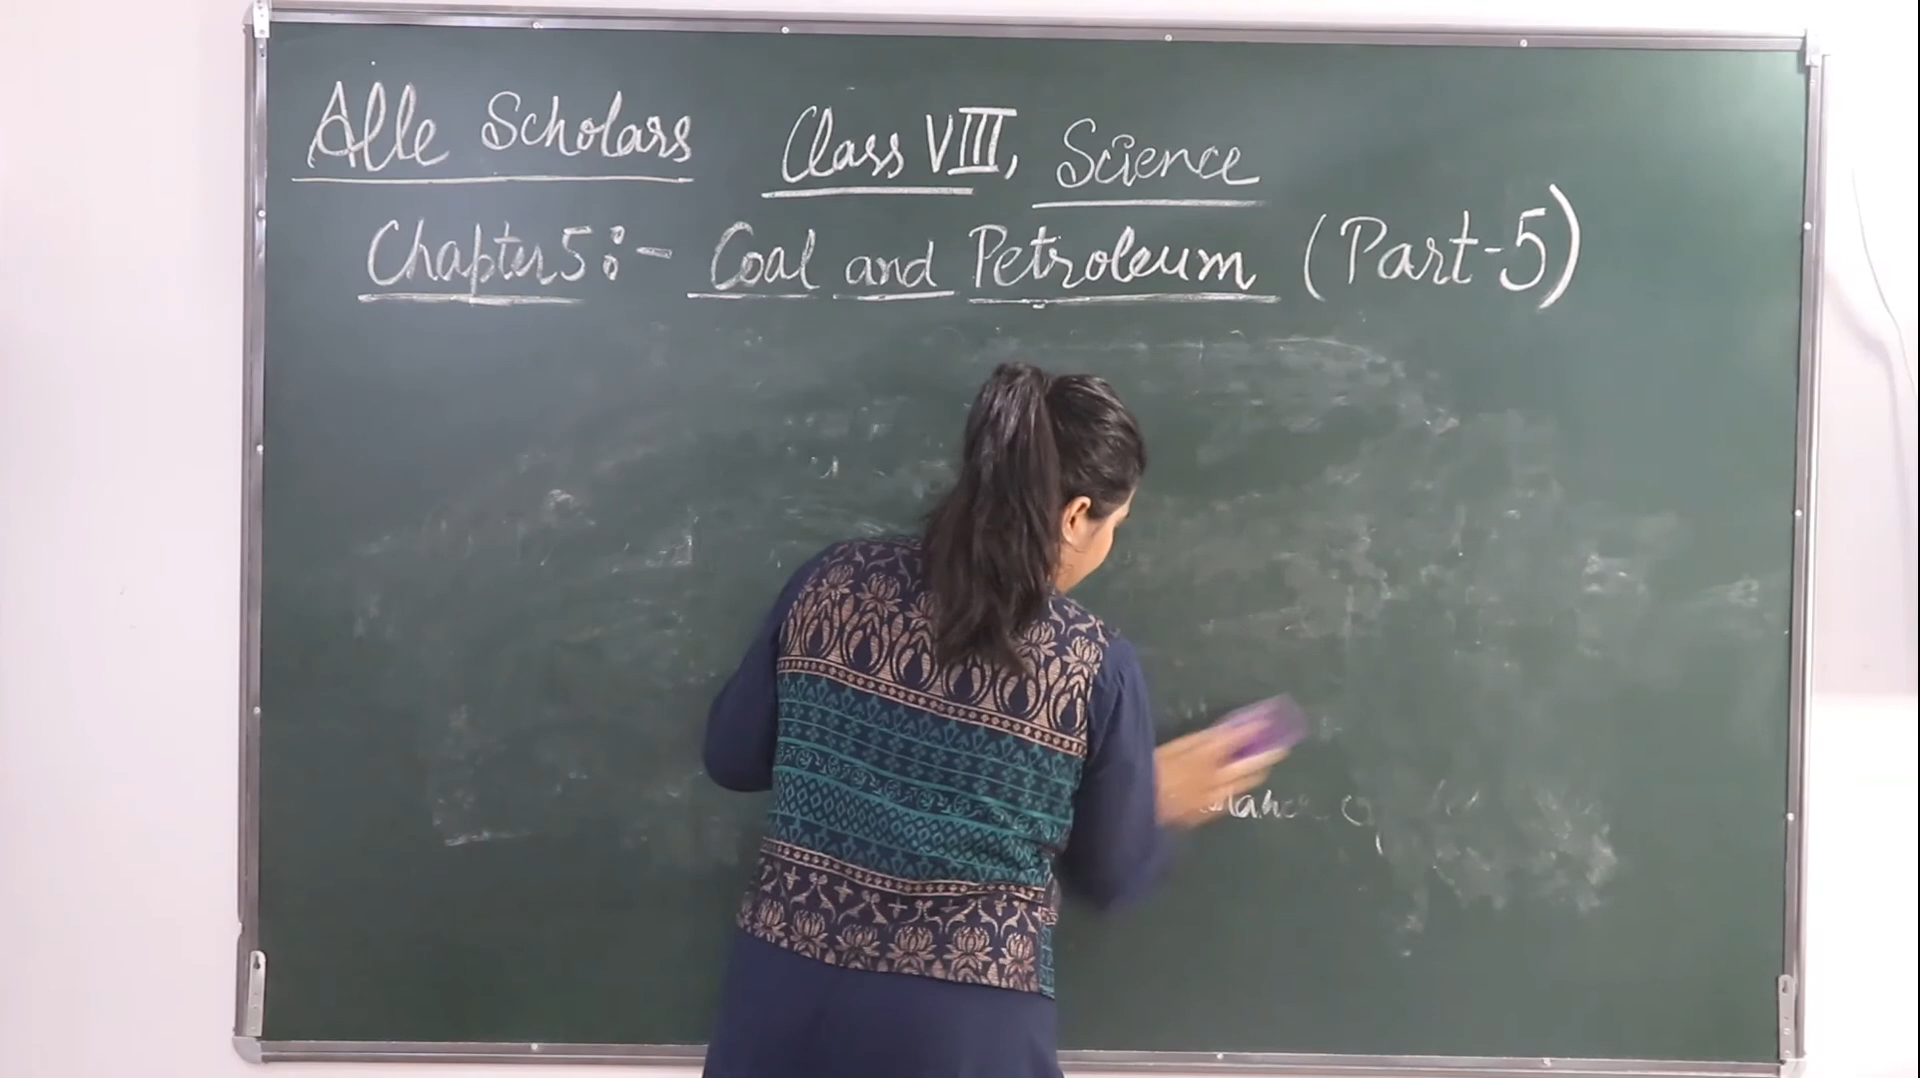 Alle Scholars Class VIII, Science
Chapter 5:- Coal and Petroleum (Part-5)